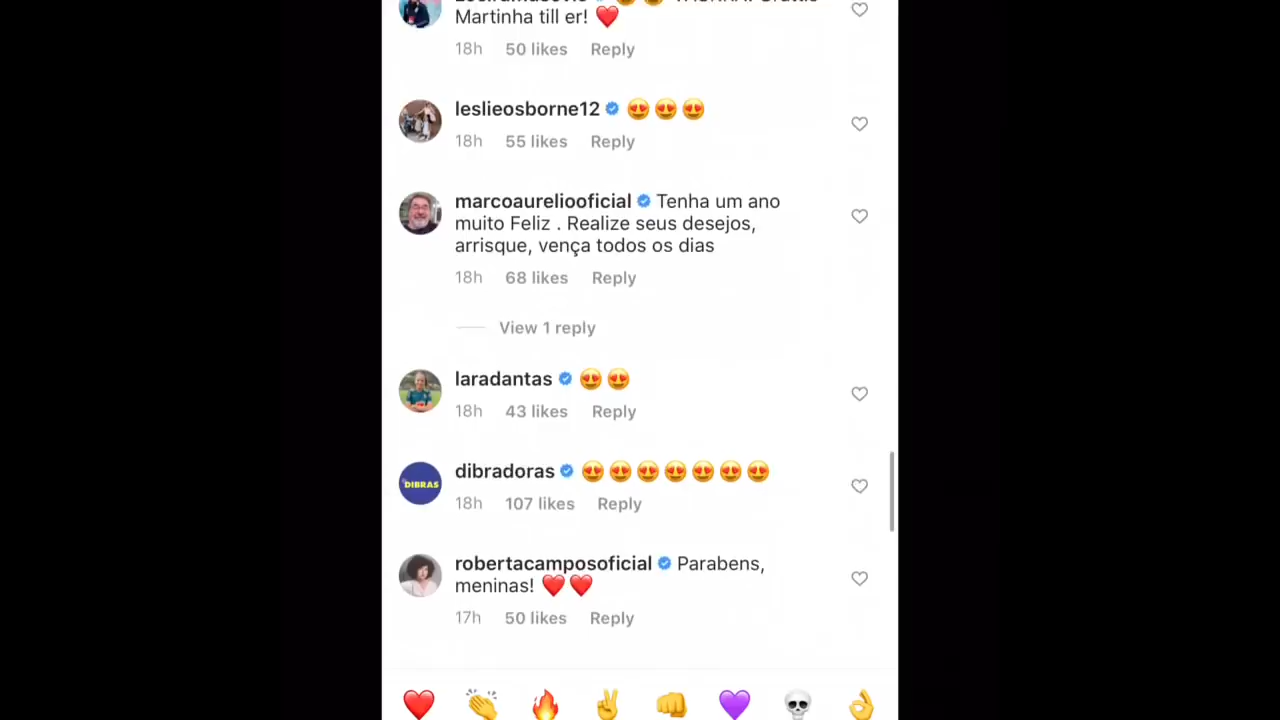 Martinha till er! ❤️
18h 50 likes Reply
leslieosborne12 😍😍😍
18h 55 likes Reply
marcoaureliooficial Tenha um ano
muito Feliz . Realize seus desejos,
arrisque, vença todos os dias
18h 68 likes Reply
View 1 reply
laradantas 😍😍
18h 43 likes Reply
DIBRAS
dibradoras 😍😍😍😍😍😍😍
18h 107 likes Reply
robertacamposoficial Parabens,
meninas! ❤️❤️
17h 50 likes Reply